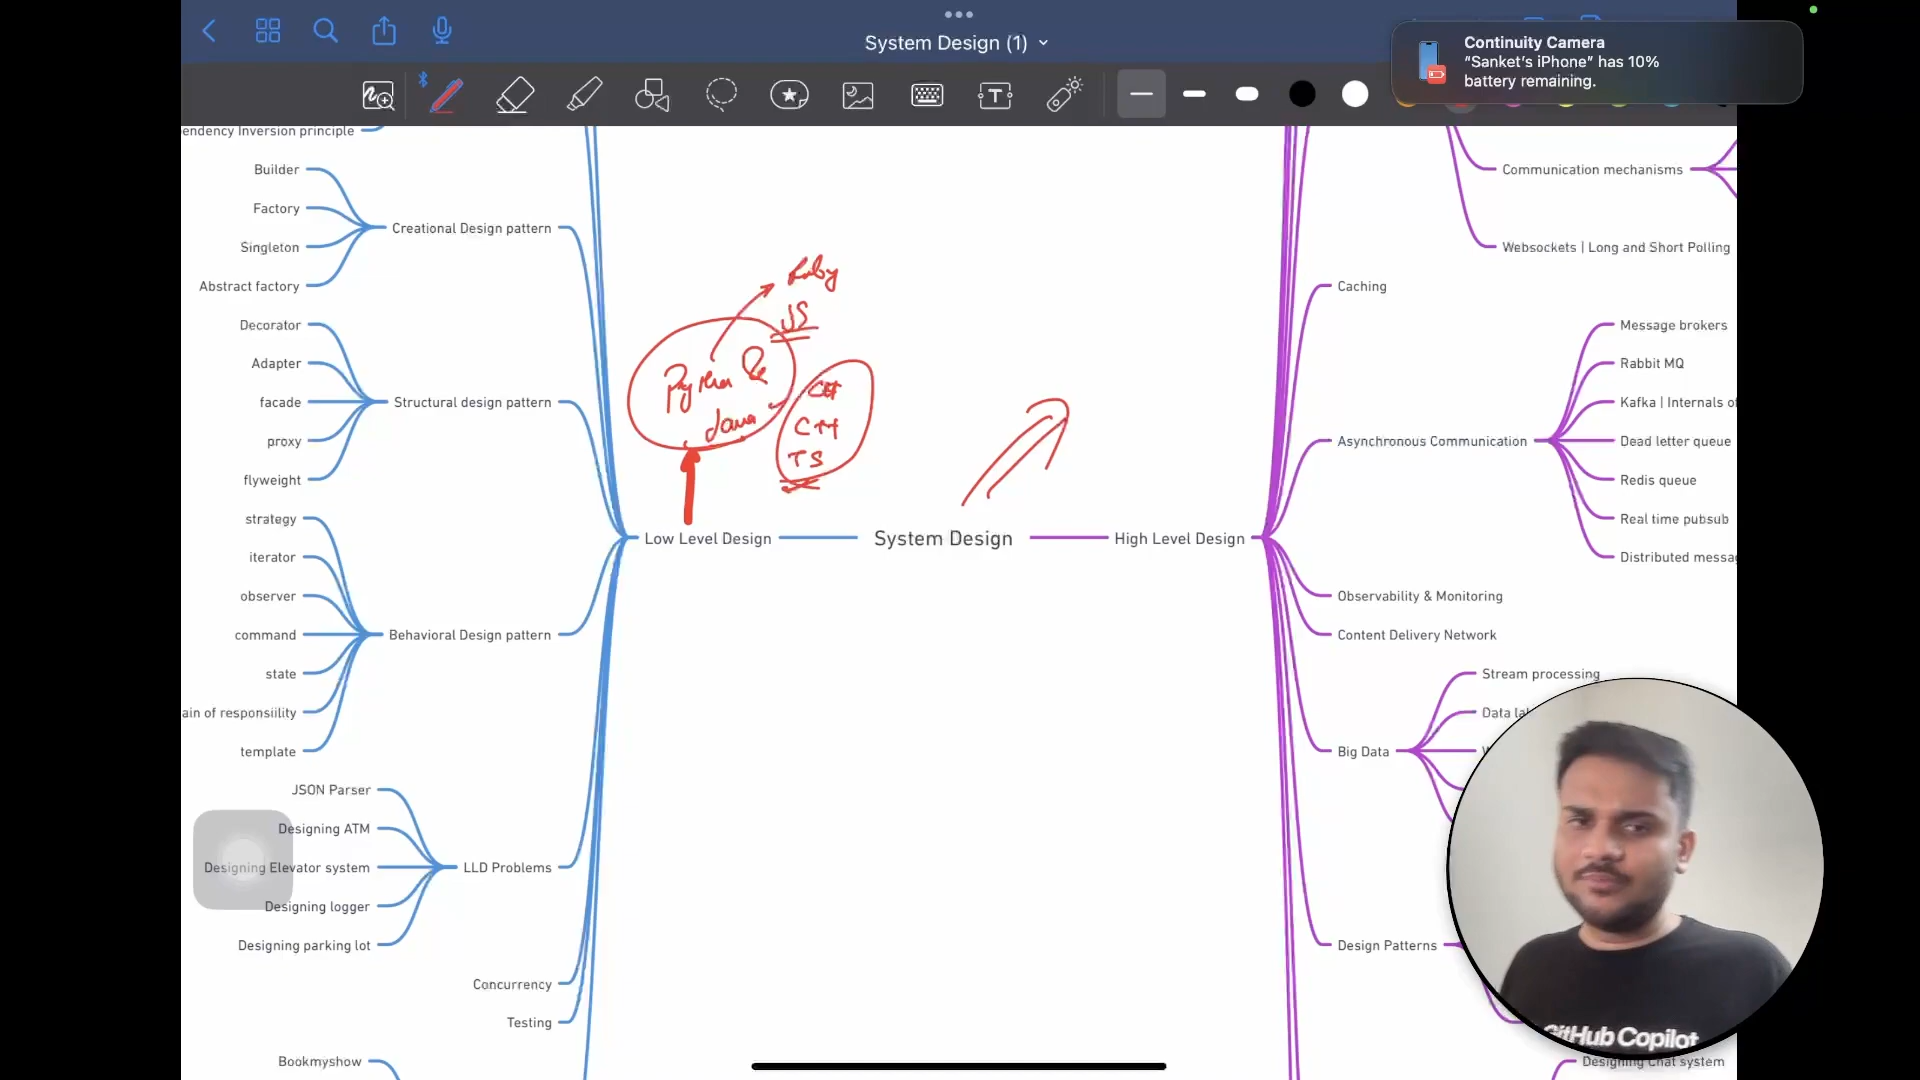 System Design (1)
Continuity Camera
“Sanket’s iPhone” has 10%
battery remaining.
endency Inversion principle
Builder
Factory
Singleton
Abstract factory
Creational Design pattern
Decorator
Adapter
facade
proxy
flyweight
Structural design pattern
strategy
iterator
observer
command
state
ain of responsiility
template
Behavioral Design pattern
JSON Parser
Designing ATM
Designing Elevator system
Designing logger
Designing parking lot
LLD Problems
Concurrency
Testing
Bookmyshow
Ruby
JS
Python &
Java
C#
C++
TS
Low Level Design
System Design
High Level Design
Communication mechanisms
Websockets | Long and Short Polling
Caching
Message brokers
Rabbit MQ
Kafka | Internals of
Dead letter queue
Redis queue
Real time pubsub
Distributed messa
Asynchronous Communication
Observability & Monitoring
Content Delivery Network
Stream processing
Data la
Big Data
Design Patterns
Designing Chat system
GitHub Copilot